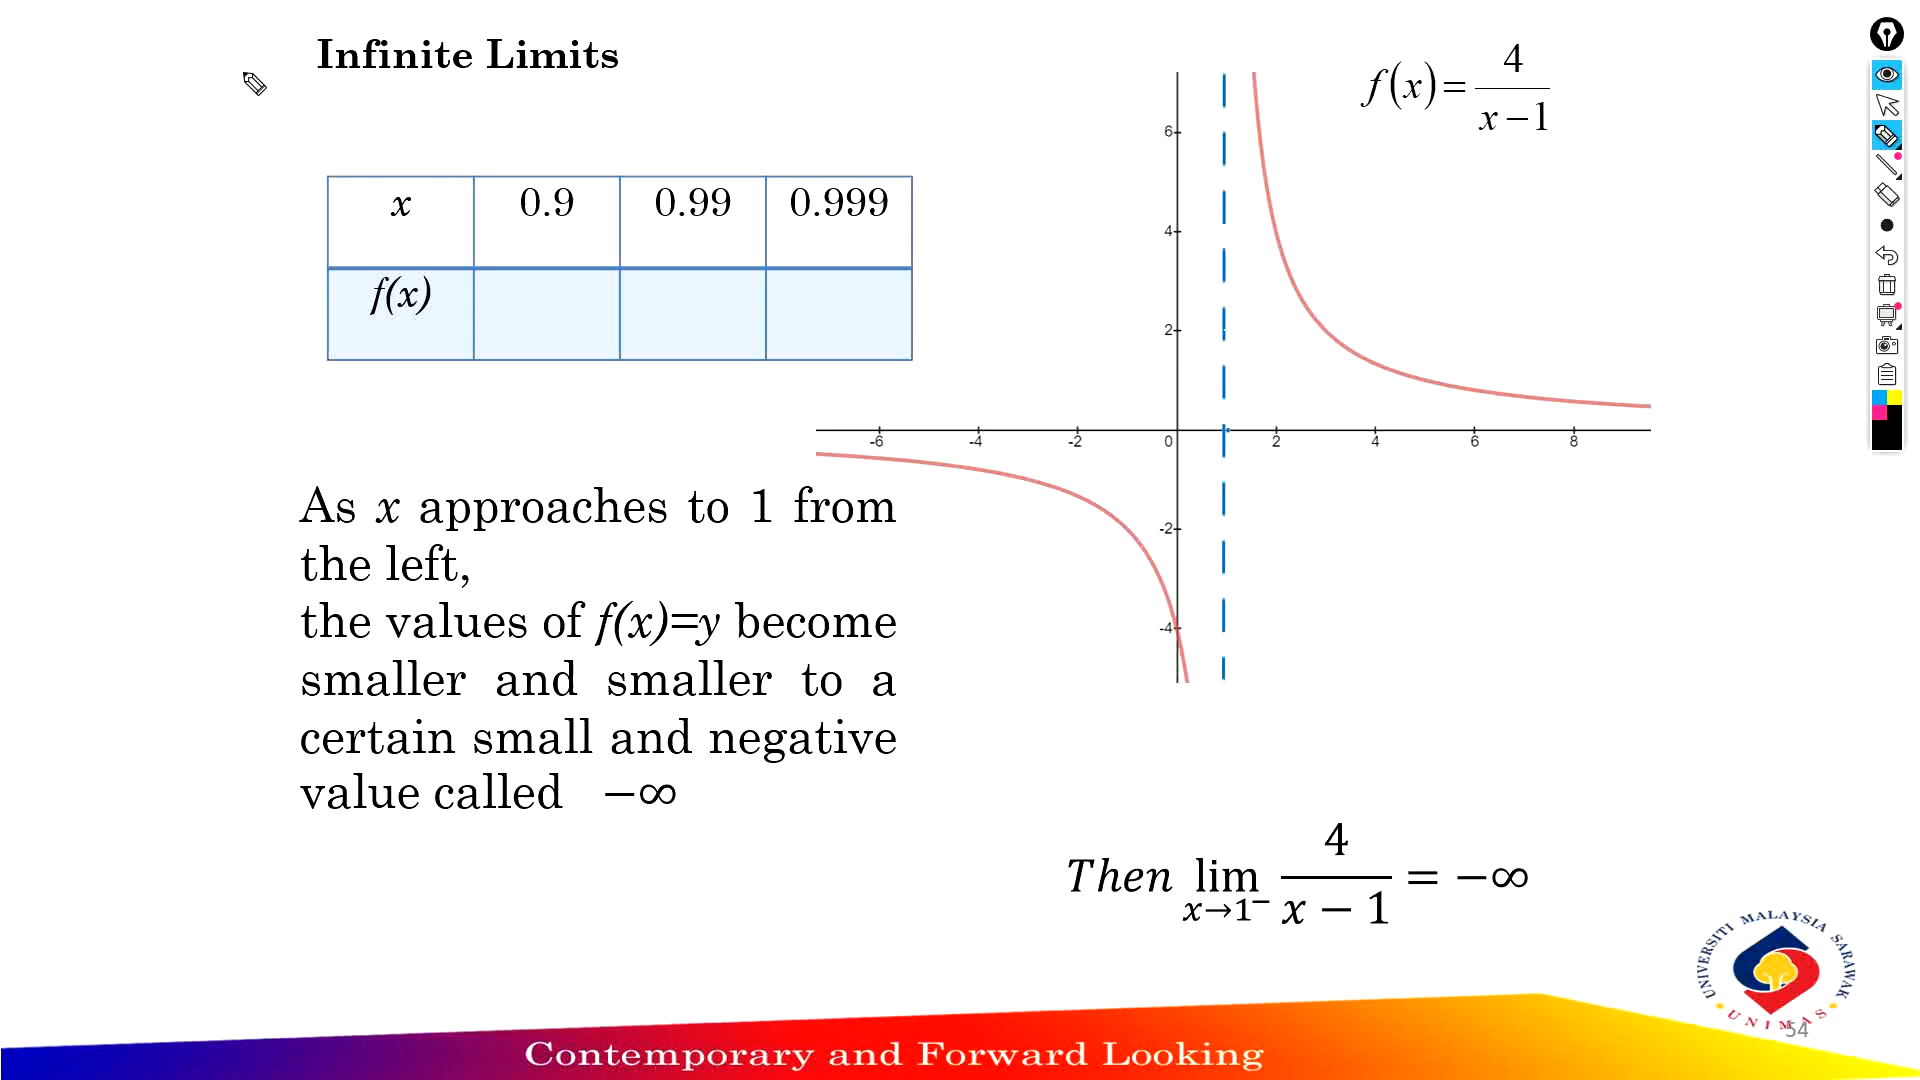 Infinite Limits
f(x) = 4/(x − 1)
x 0.9 0.99 0.999
f(x)
6
4
2
-6 -4 -2 0 2 4 6 8
-2
-4
As x approaches to 1 from
the left,
the values of f(x)=y become
smaller and smaller to a
certain small and negative
value called −∞
Then lim x→1⁻ 4/(x − 1) = −∞
UNIVERSITI MALAYSIA SARAWAK
UNIMAS
54
Contemporary and Forward Looking